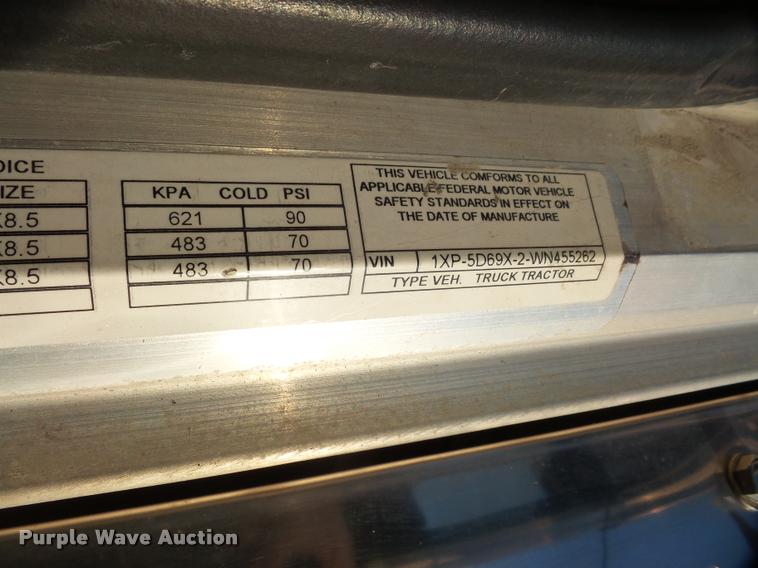 OICE
IZE
X8.5
X8.5
X8.5
KPA COLD PSI
621 90
483 70
483 70
THIS VEHICLE CONFORMS TO ALL
APPLICABLE FEDERAL MOTOR VEHICLE
SAFETY STANDARDS IN EFFECT ON
THE DATE OF MANUFACTURE
VIN 1XP-5D69X-2-WN455262
TYPE VEH. TRUCK TRACTOR
Purple Wave Auction